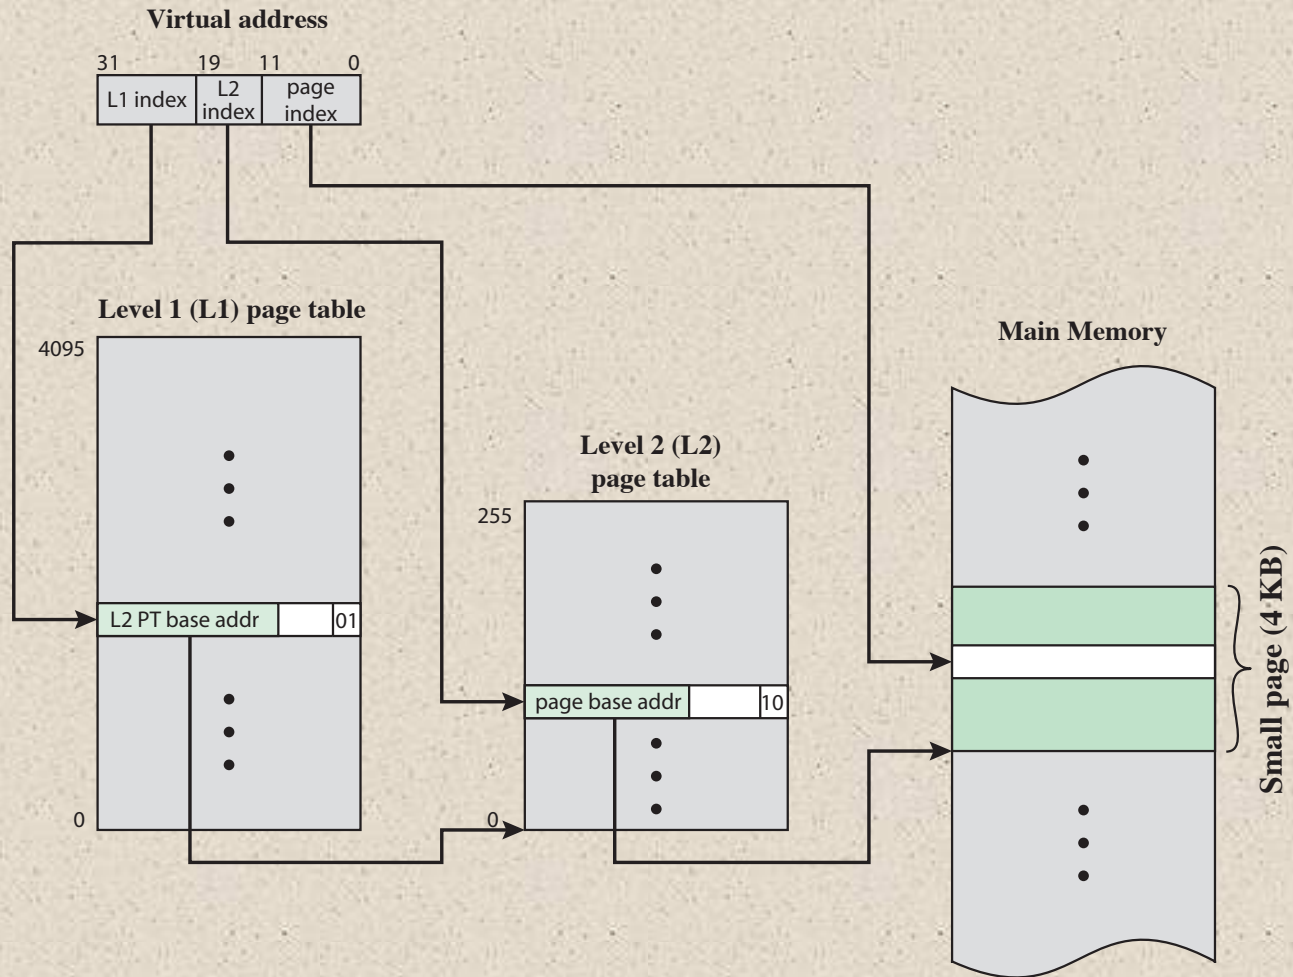 Virtual address
31 19 11 0
L1 index
L2
index
page
index
Level 1 (L1) page table
4095
L2 PT base addr
01
0
Level 2 (L2)
page table
255
page base addr
10
0
Main Memory
Small page (4 KB)